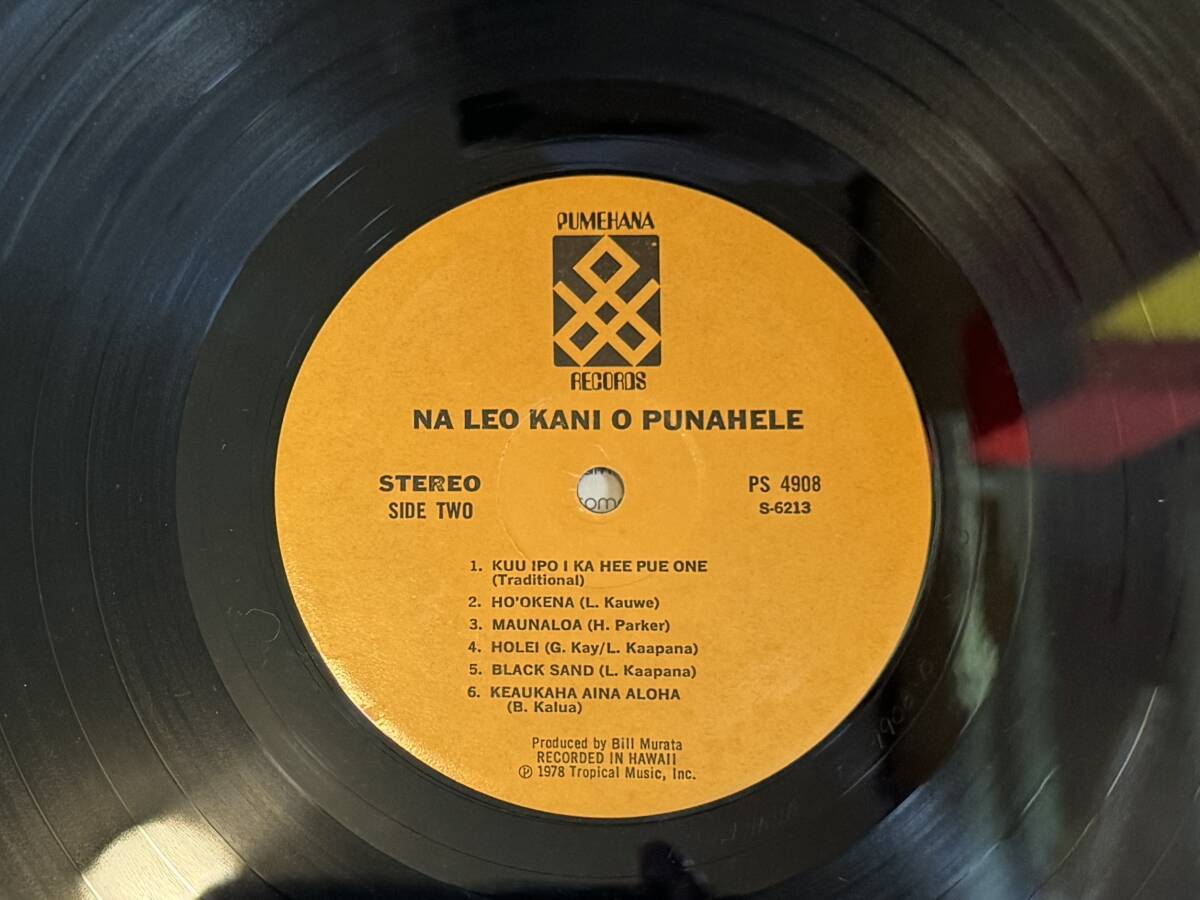 PUMEHANA
RECORDS
NA LEO KANI O PUNAHELE
STEREO
SIDE TWO
PS 4908
S-6213
1. KUU !PO I KA HEE PUE ONE
(Traditional)
2. HO'OKENA (L. Kauwe)
3. MAUNALOA (H. Parker)
4. HOLEI (G. Kay/L. Kaapana)
5. BLACK SAND (L. Kaapana)
6. KEAUKAHA AINA ALOHA
(B. Kalua)
Produced by Bill Murata
RECORDED IN HAWAII
℗ 1978 Tropical Music, Inc.